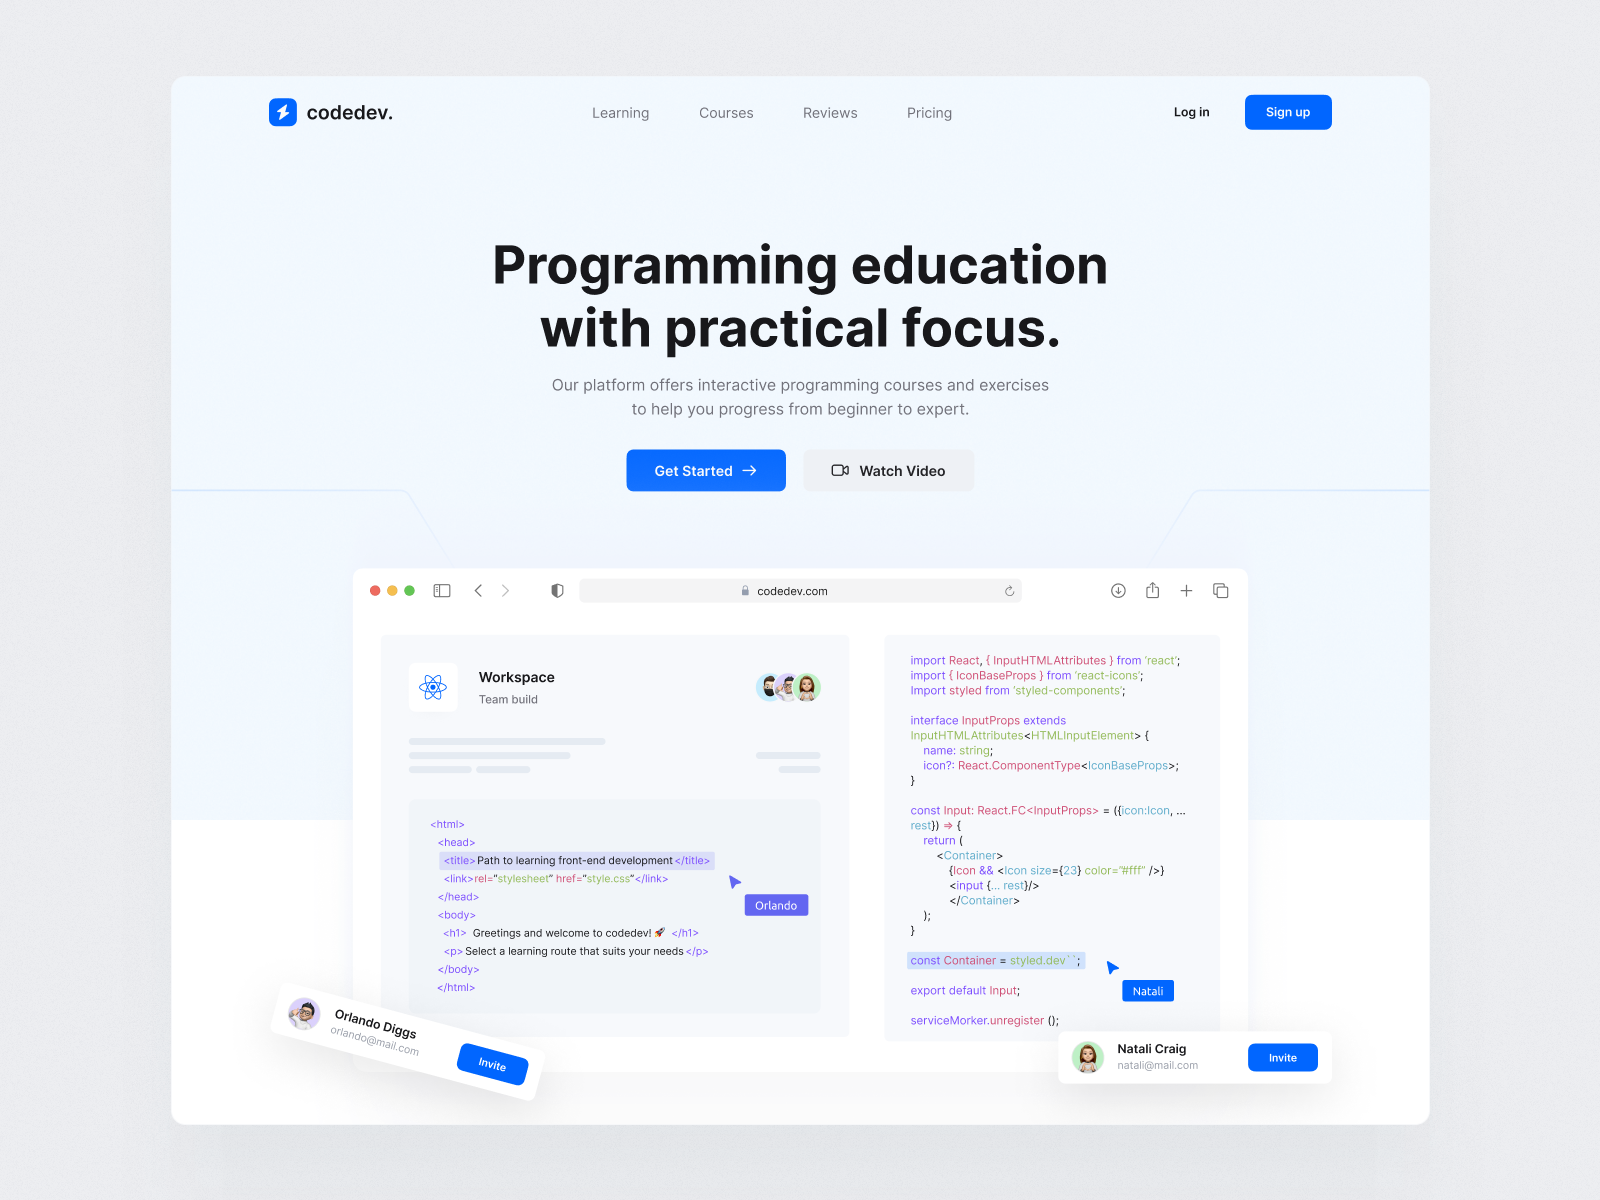 codedev.
Learning
Courses
Reviews
Pricing
Log in
Sign up
Programming education
with practical focus.
Our platform offers interactive programming courses and exercises
to help you progress from beginner to expert.
Get Started
Watch Video
codedev.com
Workspace
Team build
<html>
<head>
<title>Path to learning front-end development</title>
<link>rel="stylesheet" href="style.css"</link>
</head>
<body>
<h1> Greetings and welcome to codedev! 🚀 </h1>
<p>Select a learning route that suits your needs</p>
</body>
</html>
Orlando
import React, { InputHTMLAttributes } from 'react';
import { IconBaseProps } from 'react-icons';
Import styled from 'styled-components';
interface InputProps extends
InputHTMLAttributes<HTMLInputElement> {
name: string;
icon?: React.ComponentType<IconBaseProps>;
}
const Input: React.FC<InputProps> = ({icon:Icon, ...
rest}) => {
return (
<Container>
{Icon && <Icon size={23} color="#fff" />}
<input {... rest}/>
</Container>
);
}
const Container = styled.dev``;
Natali
export default Input;
serviceMorker.unregister ();
Orlando Diggs
orlando@mail.com
Invite
Natali Craig
natali@mail.com
Invite